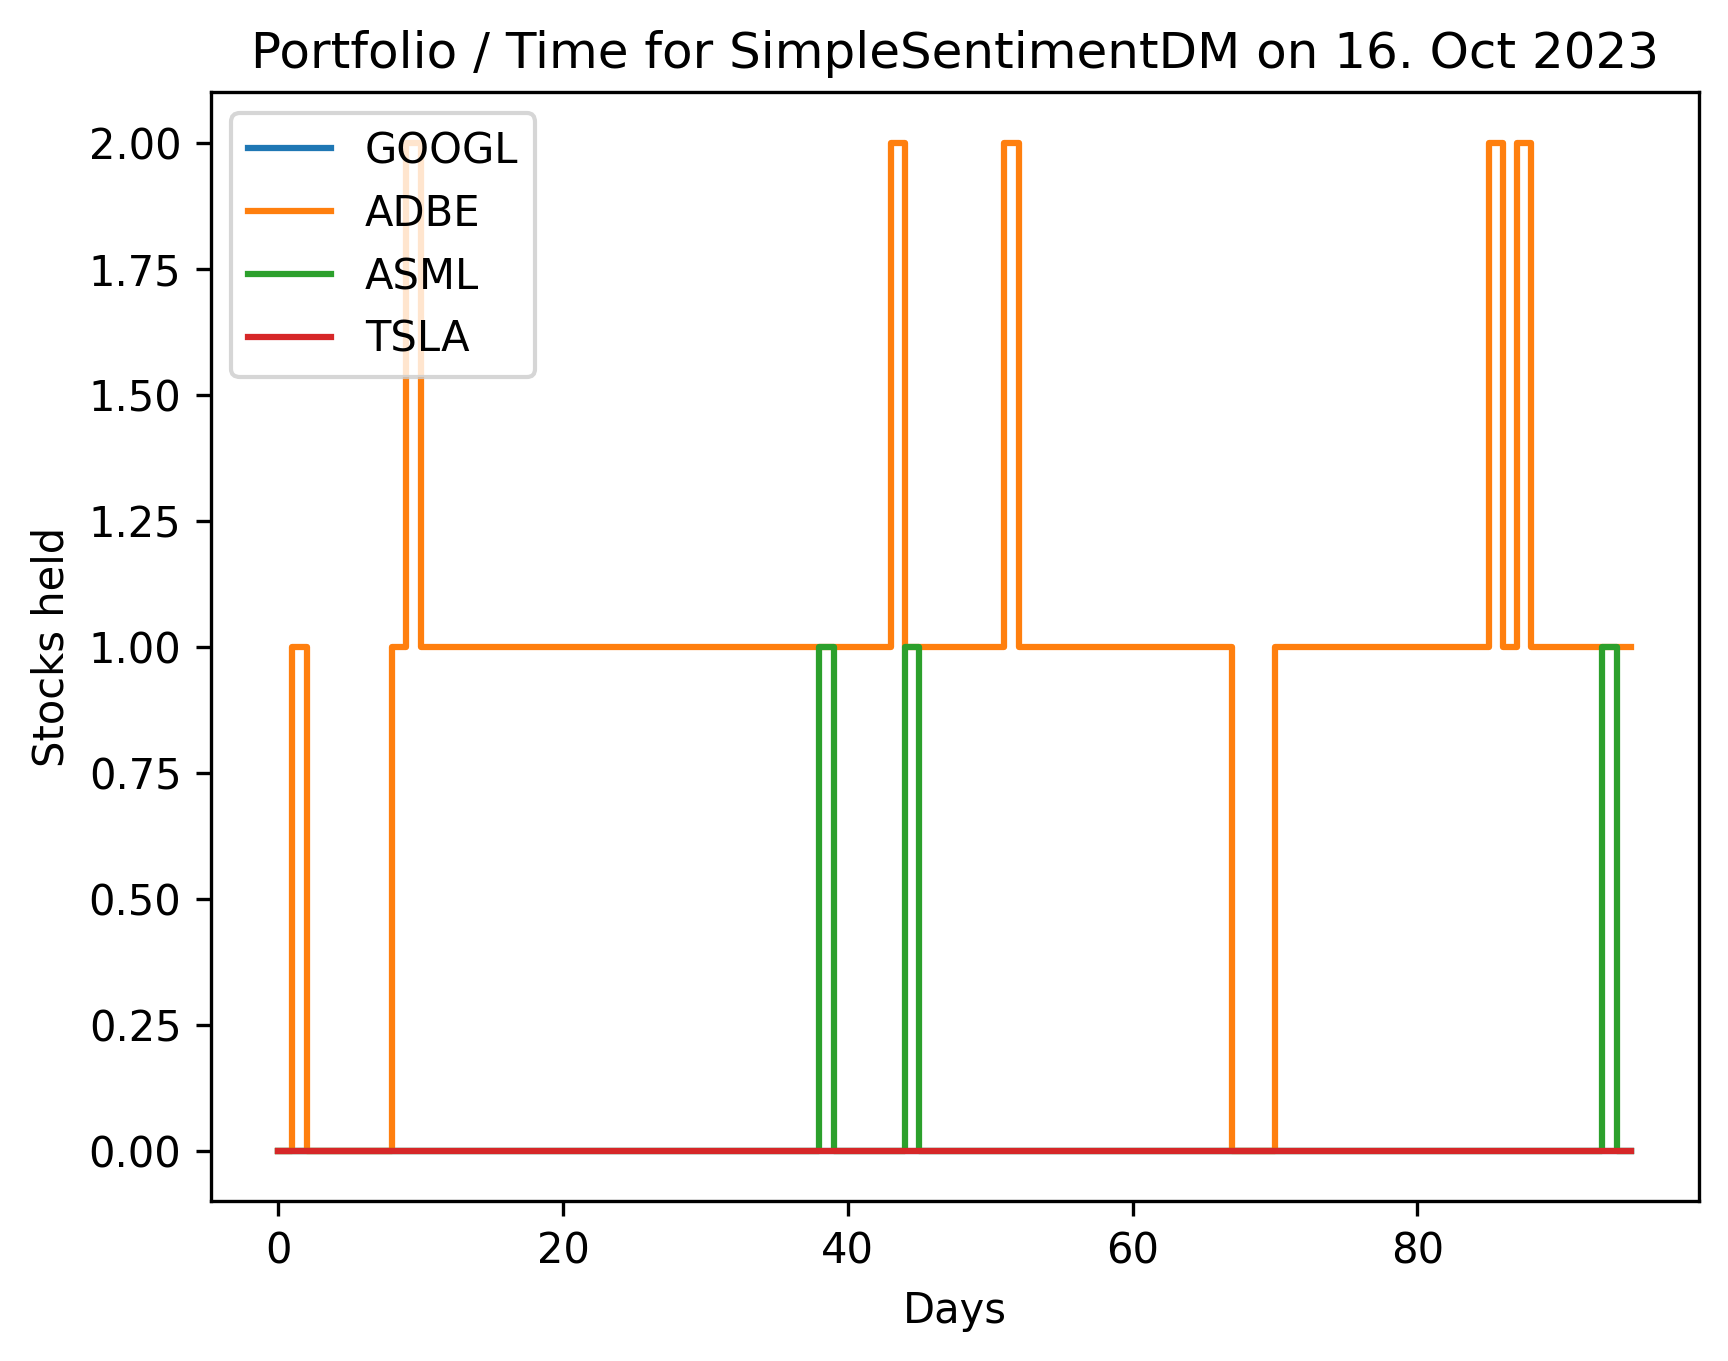 Portfolio / Time for SimpleSentimentDM on 16. Oct 2023
GOOGL
ADBE
ASML
TSLA
2.00
1.75
1.50
1.25
1.00
0.75
0.50
0.25
0.00
Stocks held
0 20 40 60 80
Days